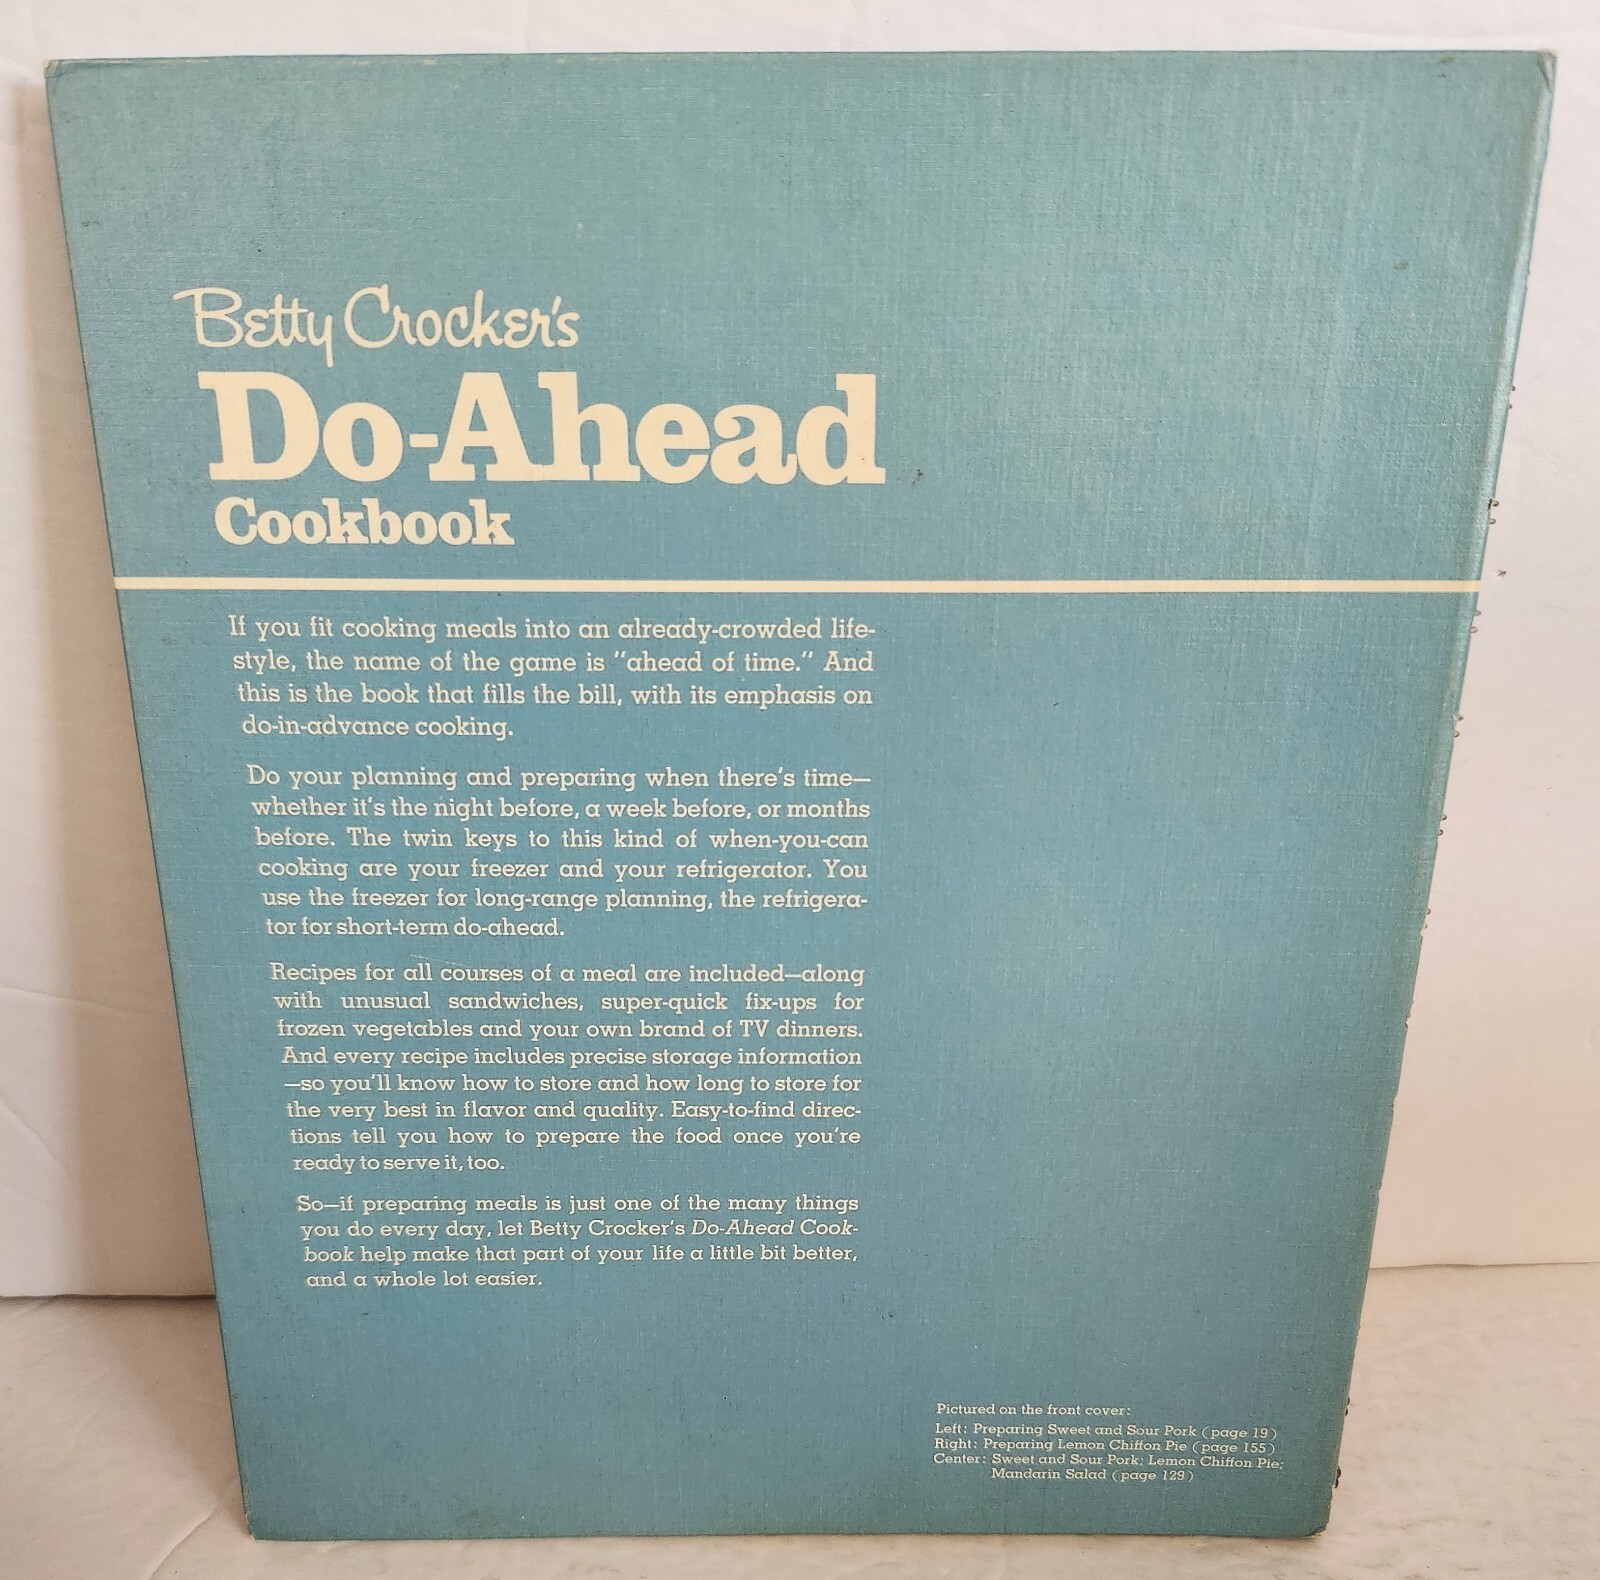 Betty Crocker's
Do-Ahead
Cookbook
If you fit cooking meals into an already-crowded life-
style, the name of the game is "ahead of time." And
this is the book that fills the bill, with its emphasis on
do-in-advance cooking.
Do your planning and preparing when there's time—
whether it's the night before, a week before, or months
before. The twin keys to this kind of when-you-can
cooking are your freezer and your refrigerator. You
use the freezer for long-range planning, the refrigera-
tor for short-term do-ahead.
Recipes for all courses of a meal are included—along
with unusual sandwiches, super-quick fix-ups for
frozen vegetables and your own brand of TV dinners.
And every recipe includes precise storage information
—so you'll know how to store and how long to store for
the very best in flavor and quality. Easy-to-find direc-
tions tell you how to prepare the food once you're
ready to serve it, too.
So—if preparing meals is just one of the many things
you do every day, let Betty Crocker's Do-Ahead Cook-
book help make that part of your life a little bit better,
and a whole lot easier.
Pictured on the front cover:
Left: Preparing Sweet and Sour Pork (page 19)
Right: Preparing Lemon Chiffon Pie (page 155)
Center: Sweet and Sour Pork; Lemon Chiffon Pie;
Mandarin Salad (page 129)